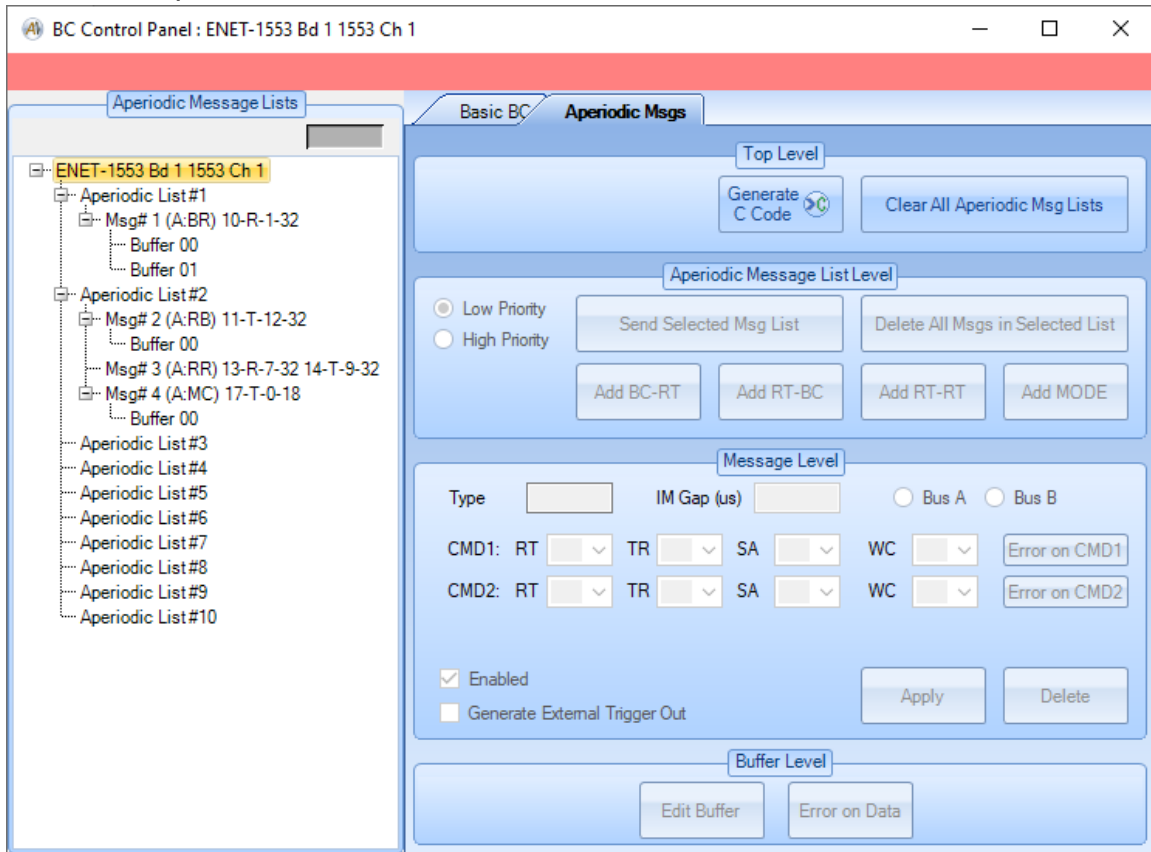 BC Control Panel : ENET-1553 Bd 1 1553 Ch 1
Aperiodic Message Lists
ENET-1553 Bd 1 1553 Ch 1
Aperiodic List #1
Msg# 1 (A:BR) 10-R-1-32
Buffer 00
Buffer 01
Aperiodic List #2
Msg# 2 (A:RB) 11-T-12-32
Buffer 00
Msg# 3 (A:RR) 13-R-7-32 14-T-9-32
Msg# 4 (A:MC) 17-T-0-18
Buffer 00
Aperiodic List #3
Aperiodic List #4
Aperiodic List #5
Aperiodic List #6
Aperiodic List #7
Aperiodic List #8
Aperiodic List #9
Aperiodic List #10
Basic BC Aperiodic Msgs
Top Level
Generate
C Code
Clear All Aperiodic Msg Lists
Aperiodic Message List Level
Low Priority
High Priority
Send Selected Msg List
Delete All Msgs in Selected List
Add BC-RT
Add RT-BC
Add RT-RT
Add MODE
Message Level
Type IM Gap (us) Bus A Bus B
CMD1: RT TR SA WC Error on CMD1
CMD2: RT TR SA WC Error on CMD2
Enabled
Generate External Trigger Out
Apply
Delete
Buffer Level
Edit Buffer
Error on Data